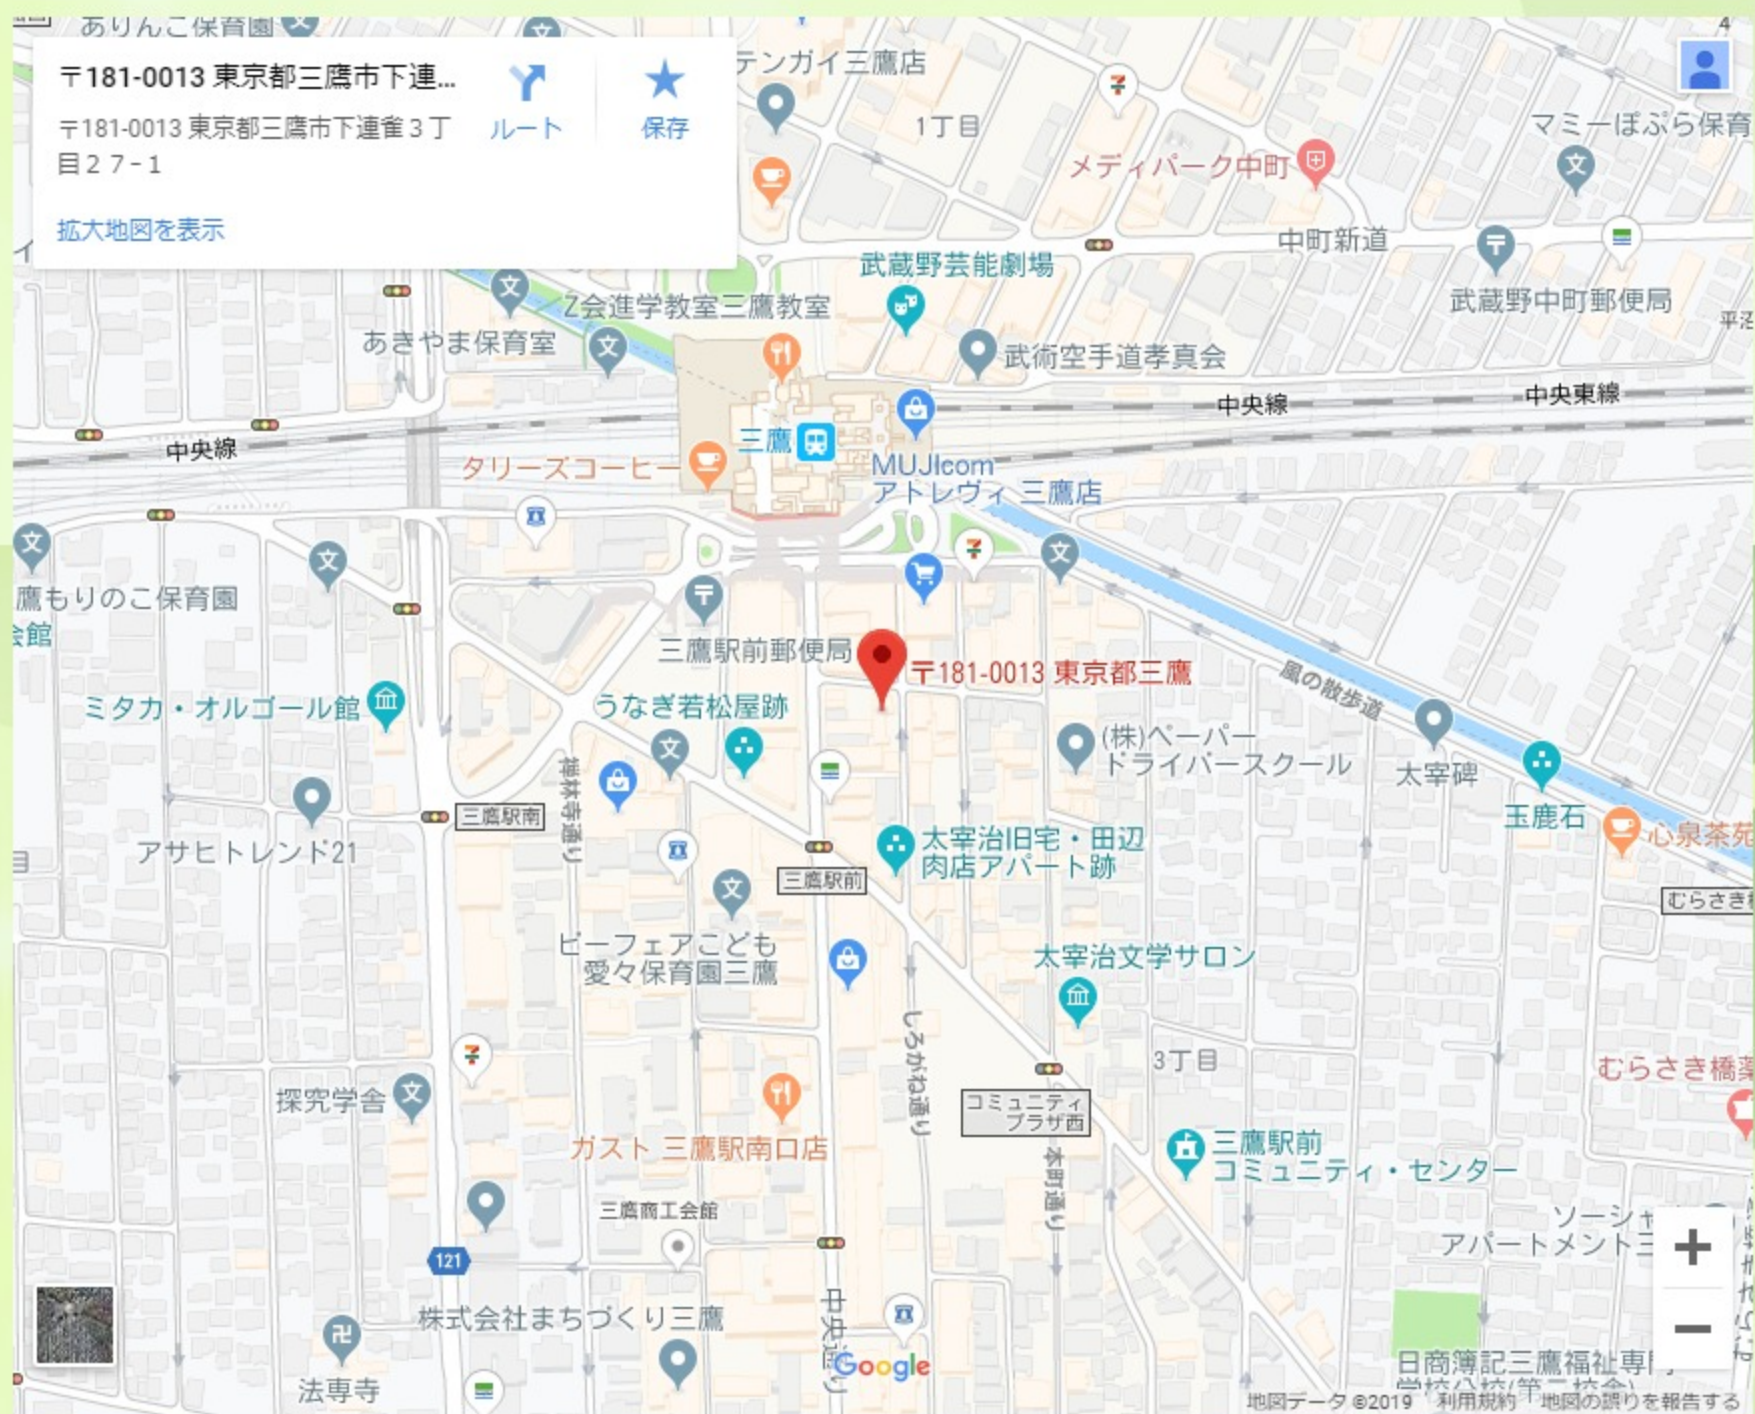 ありんこ保育園
4
〒181-0013 東京都三鷹市下連...
〒181-0013 東京都三鷹市下連雀３丁
目２７−１
ルート
保存
拡大地図を表示
テンガイ三鷹店
1丁目
マミーぽぷら保育
メディパーク中町
中町新道
武蔵野芸能劇場
武蔵野中町郵便局
平沼
Z会進学教室三鷹教室
あきやま保育室
武術空手道孝真会
中央線
中央東線
中央線
三鷹
タリーズコーヒー
MUJIcom
アトレヴィ 三鷹店
鷹もりのこ保育園
会館
三鷹駅前郵便局
〒181-0013 東京都三鷹
風の散歩道
ミタカ・オルゴール館
うなぎ若松屋跡
(株)ペーパー
ドライバースクール
太宰碑
玉鹿石
心泉茶苑
禅林寺通り
三鷹駅南
アサヒトレンド21
太宰治旧宅・田辺
肉店アパート跡
三鷹駅前
むらさき橋
ピーフェアこども
愛々保育園三鷹
太宰治文学サロン
しろがね通り
3丁目
むらさき橋薬
探究学舎
コミュニティ
プラザ西
ガスト 三鷹駅南口店
三鷹駅前
コミュニティ・センター
本町通り
三鷹商工会館
ソーシャ
アパートメント三
121
株式会社まちづくり三鷹
中央通り
Google
法専寺
日商簿記三鷹福祉専門
学校分校(第二校舎)
地図データ ©2019
利用規約
地図の誤りを報告する